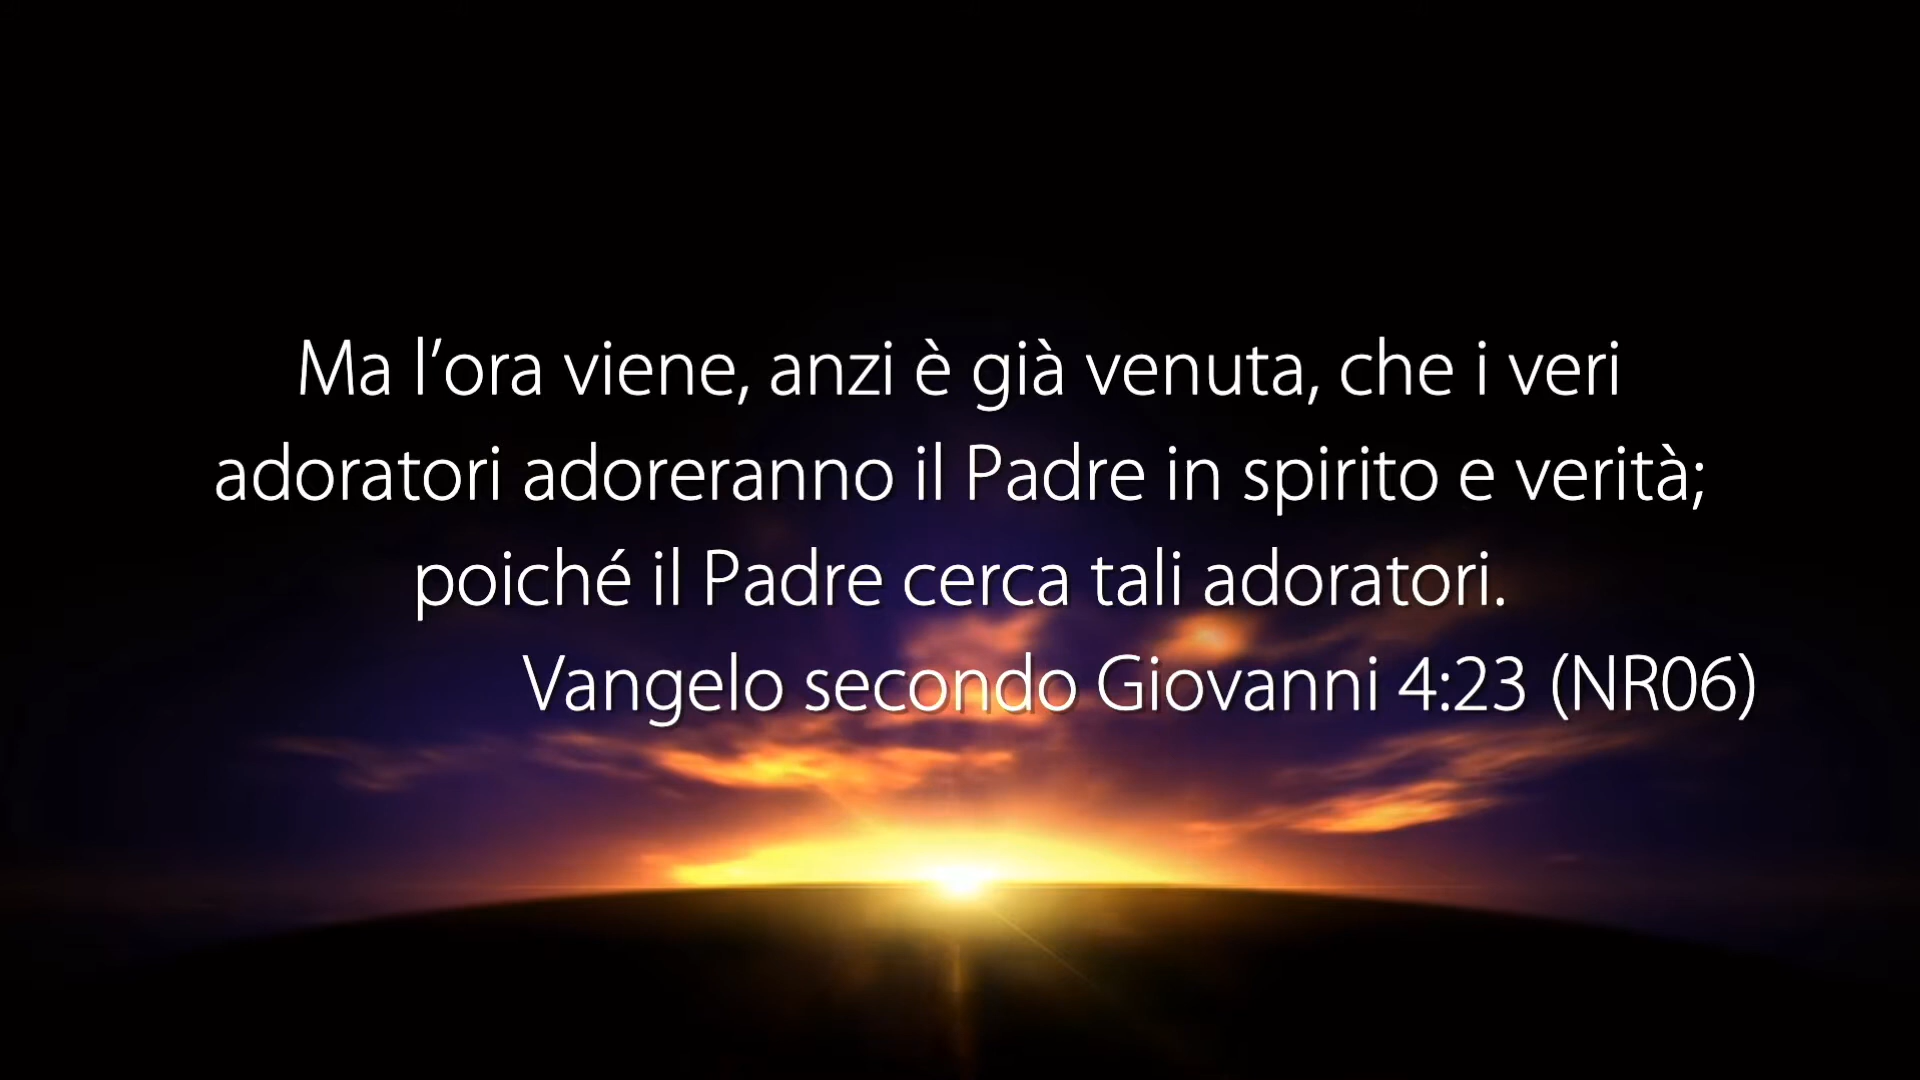 Ma l’ora viene, anzi è già venuta, che i veri
adoratori adoreranno il Padre in spirito e verità;
poiché il Padre cerca tali adoratori.
Vangelo secondo Giovanni 4:23 (NR06)